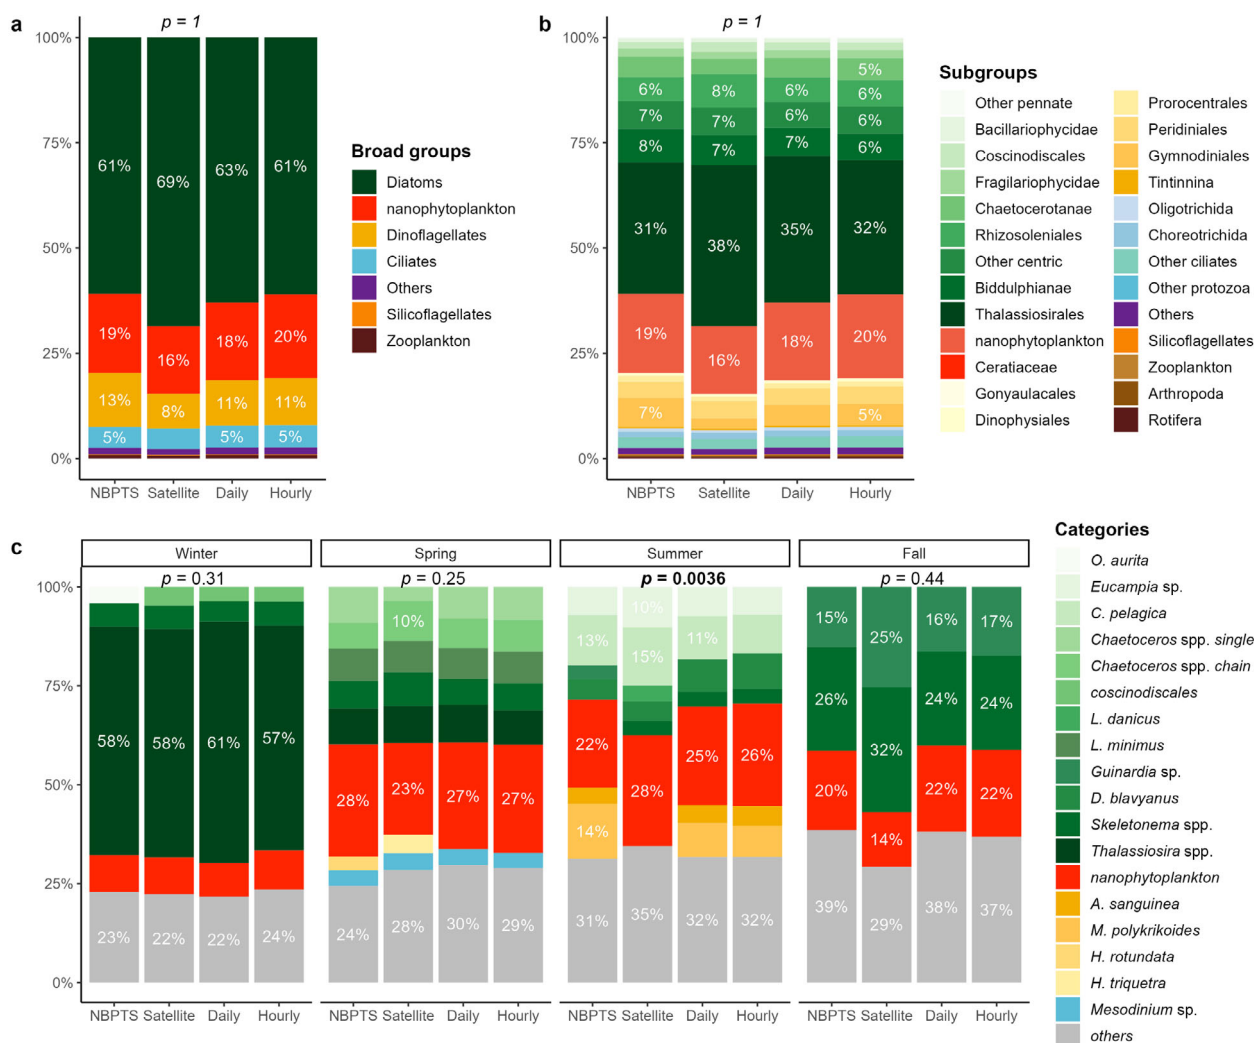 a
p = 1
100%
75%
50%
25%
0%
61%
69%
63%
61%
19%
16%
18%
20%
13%
8%
11%
11%
5%
5%
5%
NBPTS
Satellite
Daily
Hourly
Broad groups
Diatoms
nanophytoplankton
Dinoflagellates
Ciliates
Others
Silicoflagellates
Zooplankton
b
p = 1
100%
75%
50%
25%
0%
5%
6%
8%
6%
6%
7%
7%
6%
6%
8%
7%
7%
6%
31%
38%
35%
32%
19%
16%
18%
20%
7%
5%
NBPTS
Satellite
Daily
Hourly
Subgroups
Other pennate
Bacillariophycidae
Coscinodiscales
Fragilariophycidae
Chaetocerotanae
Rhizosoleniales
Other centric
Biddulphianae
Thalassiosirales
nanophytoplankton
Ceratiaceae
Gonyaulacales
Dinophysiales
Prorocentrales
Peridiniales
Gymnodiniales
Tintinnina
Oligotrichida
Choreotrichida
Other ciliates
Other protozoa
Others
Silicoflagellates
Zooplankton
Arthropoda
Rotifera
c
100%
75%
50%
25%
0%
Winter
p = 0.31
58%
58%
61%
57%
23%
22%
22%
24%
NBPTS
Satellite
Daily
Hourly
Spring
p = 0.25
10%
28%
23%
27%
27%
24%
28%
30%
29%
NBPTS
Satellite
Daily
Hourly
Summer
p = 0.0036
10%
13%
15%
11%
22%
28%
25%
26%
14%
31%
35%
32%
32%
NBPTS
Satellite
Daily
Hourly
Fall
p = 0.44
15%
25%
16%
17%
26%
32%
24%
24%
20%
14%
22%
22%
39%
29%
38%
37%
NBPTS
Satellite
Daily
Hourly
Categories
O. aurita
Eucampia sp.
C. pelagica
Chaetoceros spp. single
Chaetoceros spp. chain
coscinodiscales
L. danicus
L. minimus
Guinardia sp.
D. blavyanus
Skeletonema spp.
Thalassiosira spp.
nanophytoplankton
A. sanguinea
M. polykrikoides
H. rotundata
H. triquetra
Mesodinium sp.
others